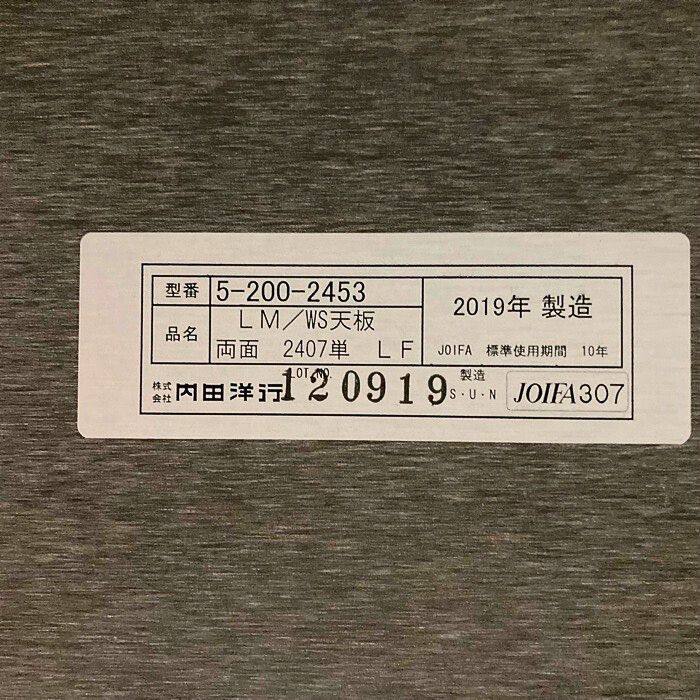 型番 5-200-2453
2019年 製造
品名 LM/WS天板
両面 2407単 LF
JOIFA 標準使用期間 10年
株式会社 内田洋行
LOT.NO. 120919
製造 S・U・N
JOIFA307